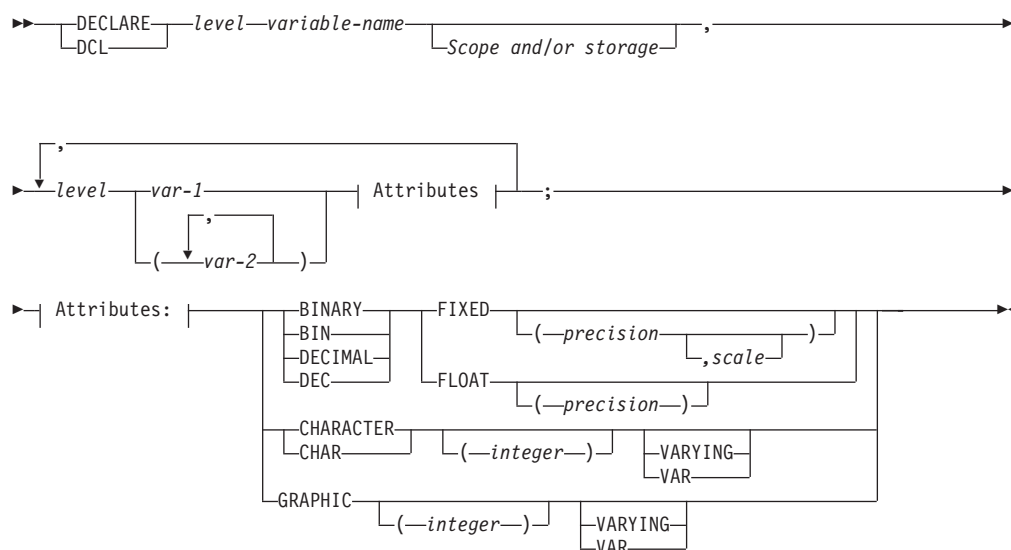 DECLARE level variable-name ,
DCL Scope and/or storage
,
level var-1 Attributes ;
,
( var-2 )
Attributes: BINARY FIXED
BIN ( precision )
DECIMAL ,scale
DEC FLOAT
( precision )
CHARACTER
CHAR ( integer ) VARYING
VAR
GRAPHIC
( integer ) VARYING
VAR